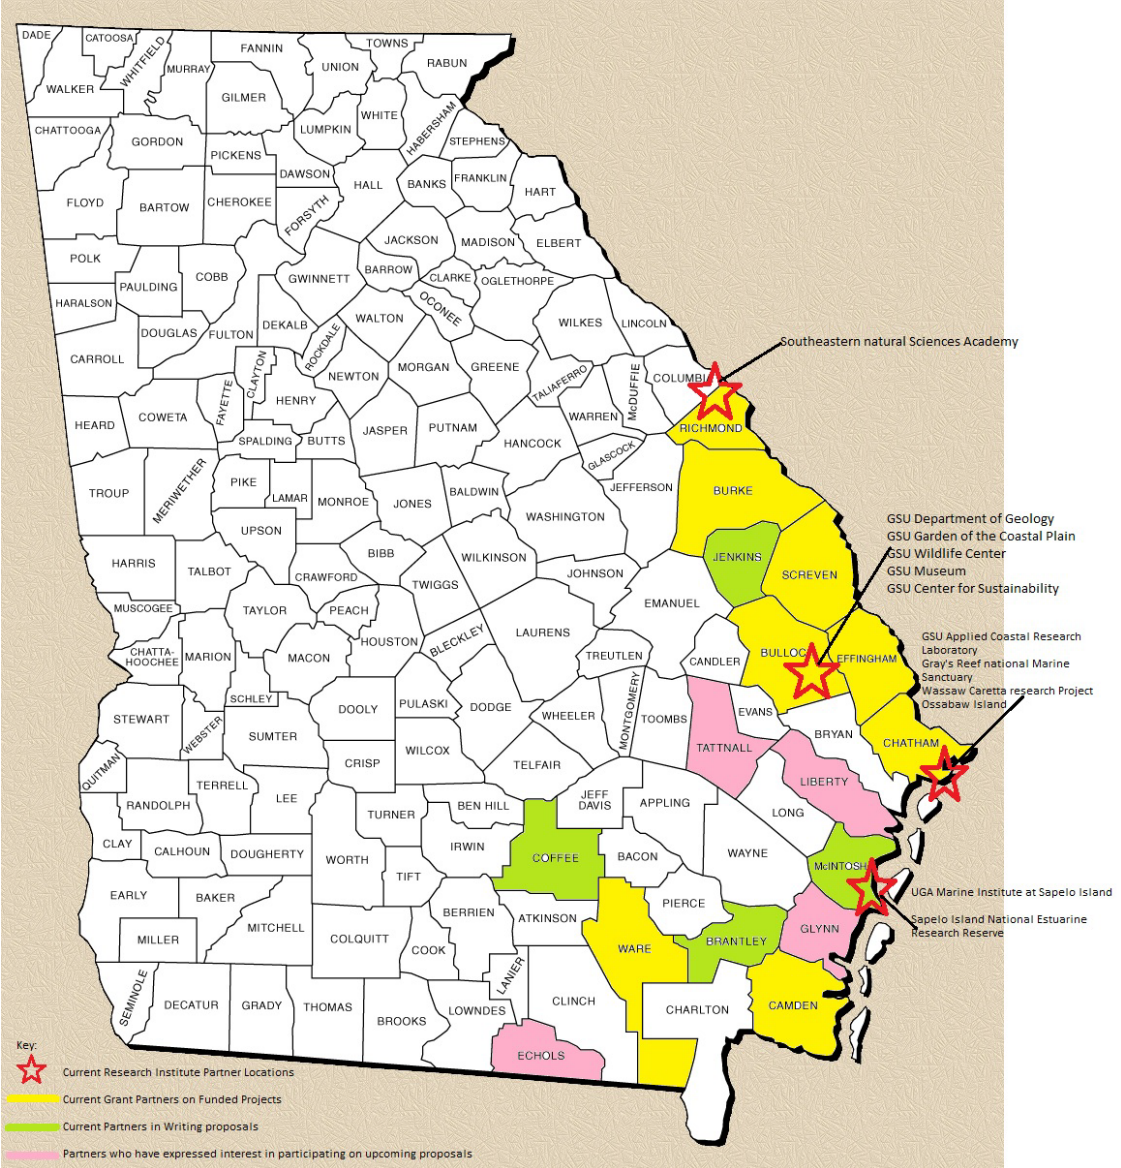 DADE
CATOOSA
WHITFIELD
MURRAY
FANNIN
TOWNS
UNION
RABUN
WALKER
GILMER
WHITE
HABERSHAM
LUMPKIN
CHATTOOGA
GORDON
STEPHENS
PICKENS
DAWSON
HALL
BANKS
FRANKLIN
HART
FLOYD
BARTOW
CHEROKEE
FORSYTH
JACKSON
MADISON
ELBERT
POLK
COBB
GWINNETT
BARROW
CLARKE
OGLETHORPE
PAULDING
HARALSON
OCONEE
DOUGLAS
FULTON
DEKALB
ROCKDALE
WALTON
WILKES
LINCOLN
Southeastern natural Sciences Academy
CARROLL
CLAYTON
NEWTON
MORGAN
GREENE
TALIAFERRO
McDUFFIE
COLUMBI
FAYETTE
HENRY
HEARD
COWETA
SPALDING
BUTTS
JASPER
PUTNAM
HANCOCK
WARREN
RICHMOND
GLASCOCK
TROUP
MERIWETHER
PIKE
LAMAR
MONROE
JONES
BALDWIN
JEFFERSON
BURKE
WASHINGTON
GSU Department of Geology
GSU Garden of the Coastal Plain
GSU Wildlife Center
GSU Museum
GSU Center for Sustainability
UPSON
HARRIS
TALBOT
CRAWFORD
BIBB
TWIGGS
WILKINSON
JOHNSON
JENKINS
SCREVEN
MUSCOGEE
TAYLOR
PEACH
EMANUEL
CHATTA-
HOOCHEE
MARION
MACON
HOUSTON
BLECKLEY
LAURENS
TREUTLEN
CANDLER
BULLOC
EFFINGHAM
GSU Applied Coastal Research
Laboratory
Gray's Reef national Marine
Sanctuary
Wassaw Caretta research Project
Ossabaw Island
STEWART
WEBSTER
SCHLEY
SUMTER
DOOLY
PULASKI
DODGE
WHEELER
MONTGOMERY
TOOMBS
TATTNALL
EVANS
BRYAN
CHATHAM
QUITMAN
CRISP
WILCOX
TELFAIR
LIBERTY
RANDOLPH
TERRELL
LEE
TURNER
BEN HILL
JEFF
DAVIS
APPLING
LONG
CLAY
CALHOUN
DOUGHERTY
WORTH
IRWIN
COFFEE
BACON
WAYNE
McINTOSH
TIFT
EARLY
BAKER
UGA Marine Institute at Sapelo Island
Sapelo Island National Estuarine
Research Reserve
MILLER
MITCHELL
COLQUITT
BERRIEN
COOK
ATKINSON
PIERCE
WARE
BRANTLEY
GLYNN
SEMINOLE
DECATUR
GRADY
THOMAS
BROOKS
LOWNDES
LANIER
CLINCH
CHARLTON
CAMDEN
ECHOLS
Key:
Current Research Institute Partner Locations
Current Grant Partners on Funded Projects
Current Partners in Writing proposals
Partners who have expressed interest in participating on upcoming proposals